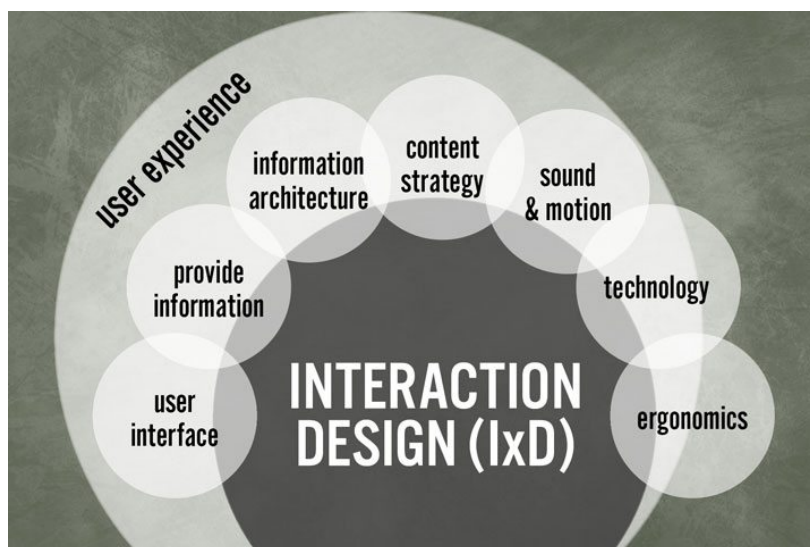 user experience
content
strategy
information
architecture
sound
& motion
provide
information
technology
user
interface
ergonomics
INTERACTION
DESIGN (IxD)